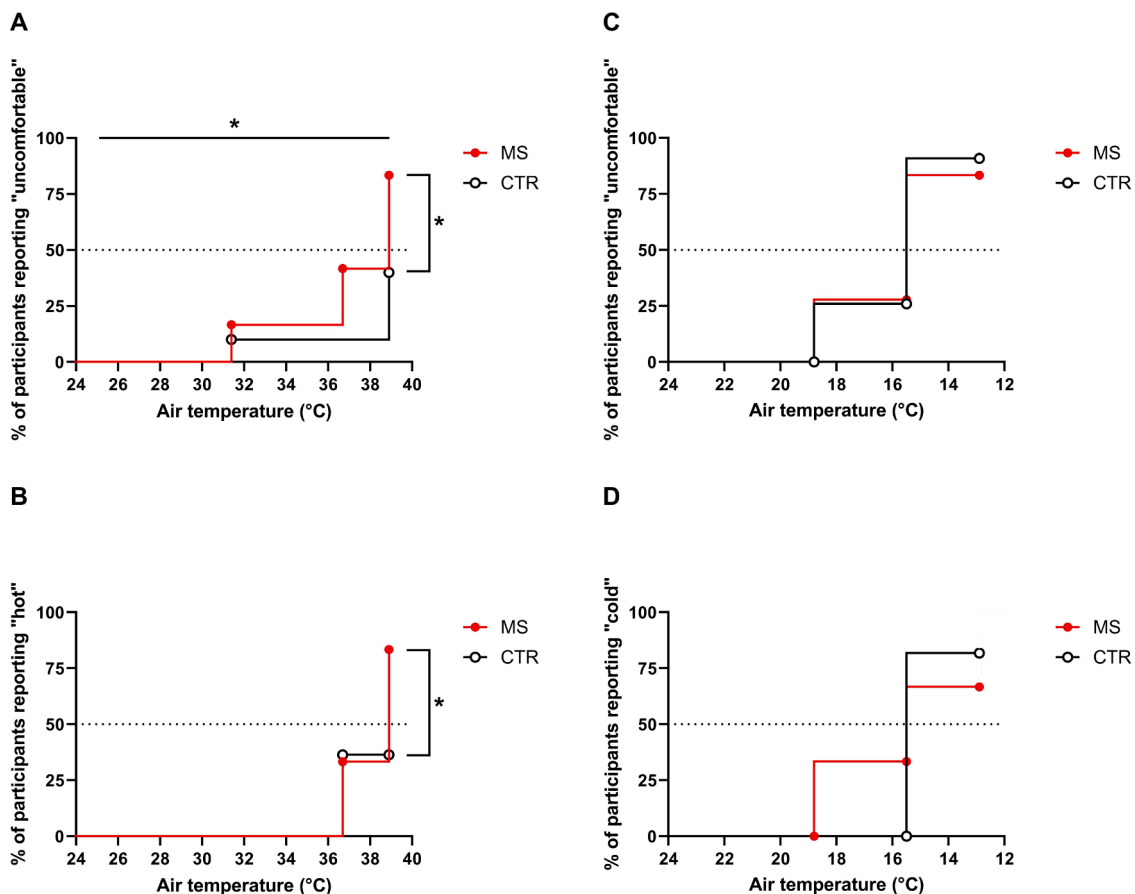 A
% of participants reporting "uncomfortable"
100
75
50
25
0
*
*
MS
CTR
24 26 28 30 32 34 36 38 40
Air temperature (°C)
C
% of participants reporting "uncomfortable"
100
75
50
25
0
MS
CTR
24 22 20 18 16 14 12
Air temperature (°C)
B
% of participants reporting "hot"
100
75
50
25
0
*
MS
CTR
24 26 28 30 32 34 36 38 40
Air temperature (°C)
D
% of participants reporting "cold"
100
75
50
25
0
MS
CTR
24 22 20 18 16 14 12
Air temperature (°C)